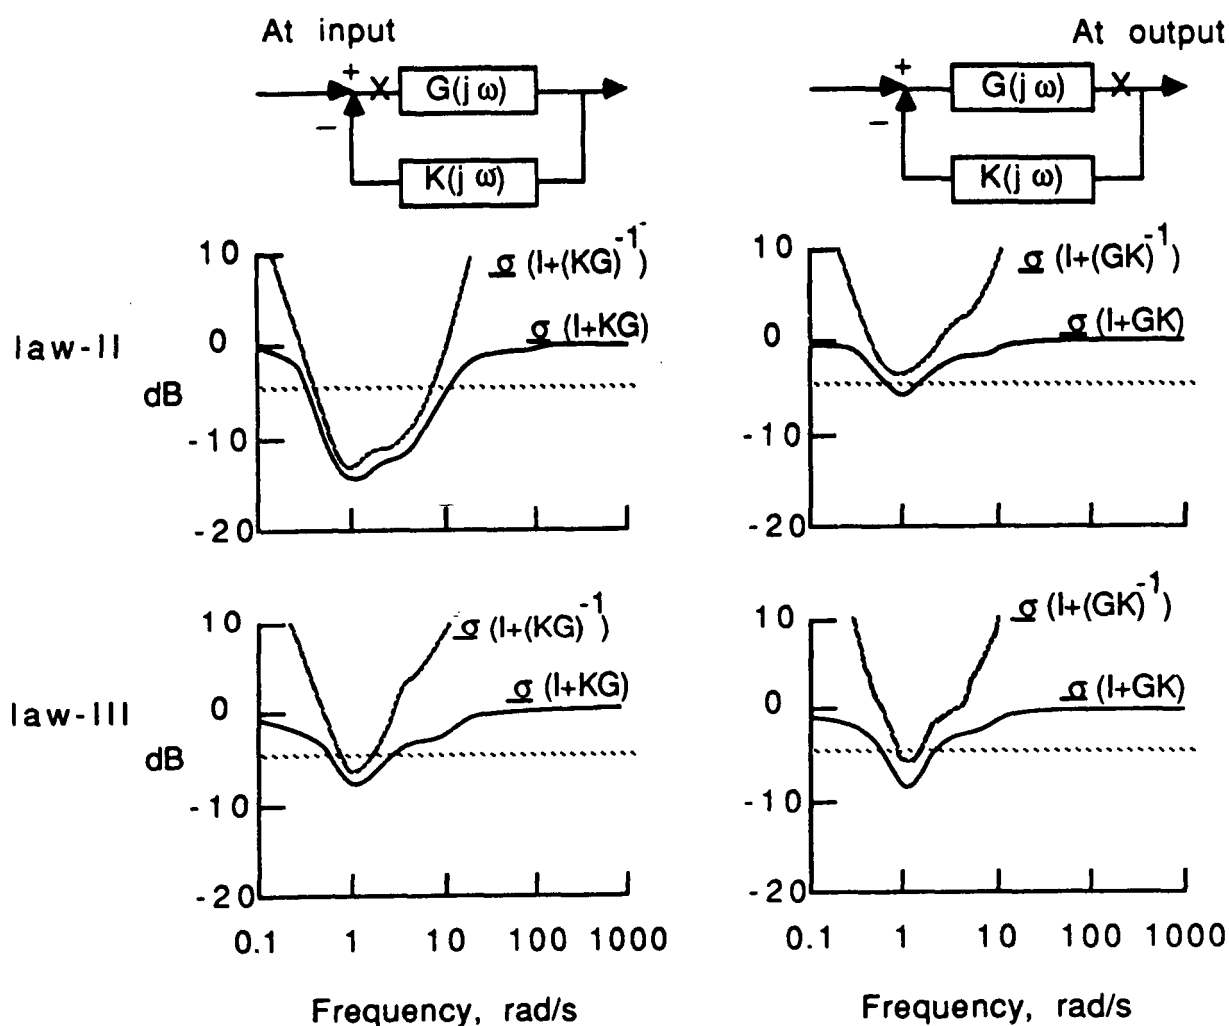 At input
At output
+
X
G(j ω)
−
K(j ω)
+
G(j ω)
X
−
K(j ω)
law-II
dB
10
0
-10
-20
σ (I+(KG)^-1)
σ (I+KG)
10
0
-10
-20
σ (I+(GK)^-1)
σ (I+GK)
law-III
dB
10
0
-10
-20
σ (I+(KG)^-1)
σ (I+KG)
0.1 1 10 100 1000
Frequency, rad/s
10
0
-10
-20
σ (I+(GK)^-1)
σ (I+GK)
0.1 1 10 100 1000
Frequency, rad/s